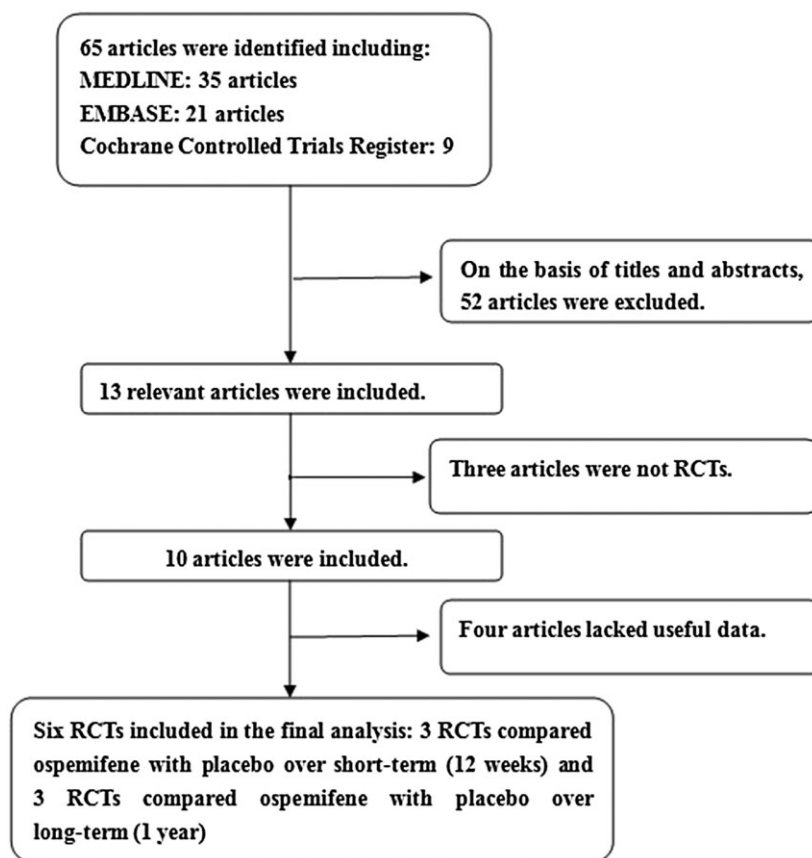 65 articles were identified including:
MEDLINE: 35 articles
EMBASE: 21 articles
Cochrane Controlled Trials Register: 9
On the basis of titles and abstracts,
52 articles were excluded.
13 relevant articles were included.
Three articles were not RCTs.
10 articles were included.
Four articles lacked useful data.
Six RCTs included in the final analysis: 3 RCTs compared
ospemifene with placebo over short-term (12 weeks) and
3 RCTs compared ospemifene with placebo over
long-term (1 year)